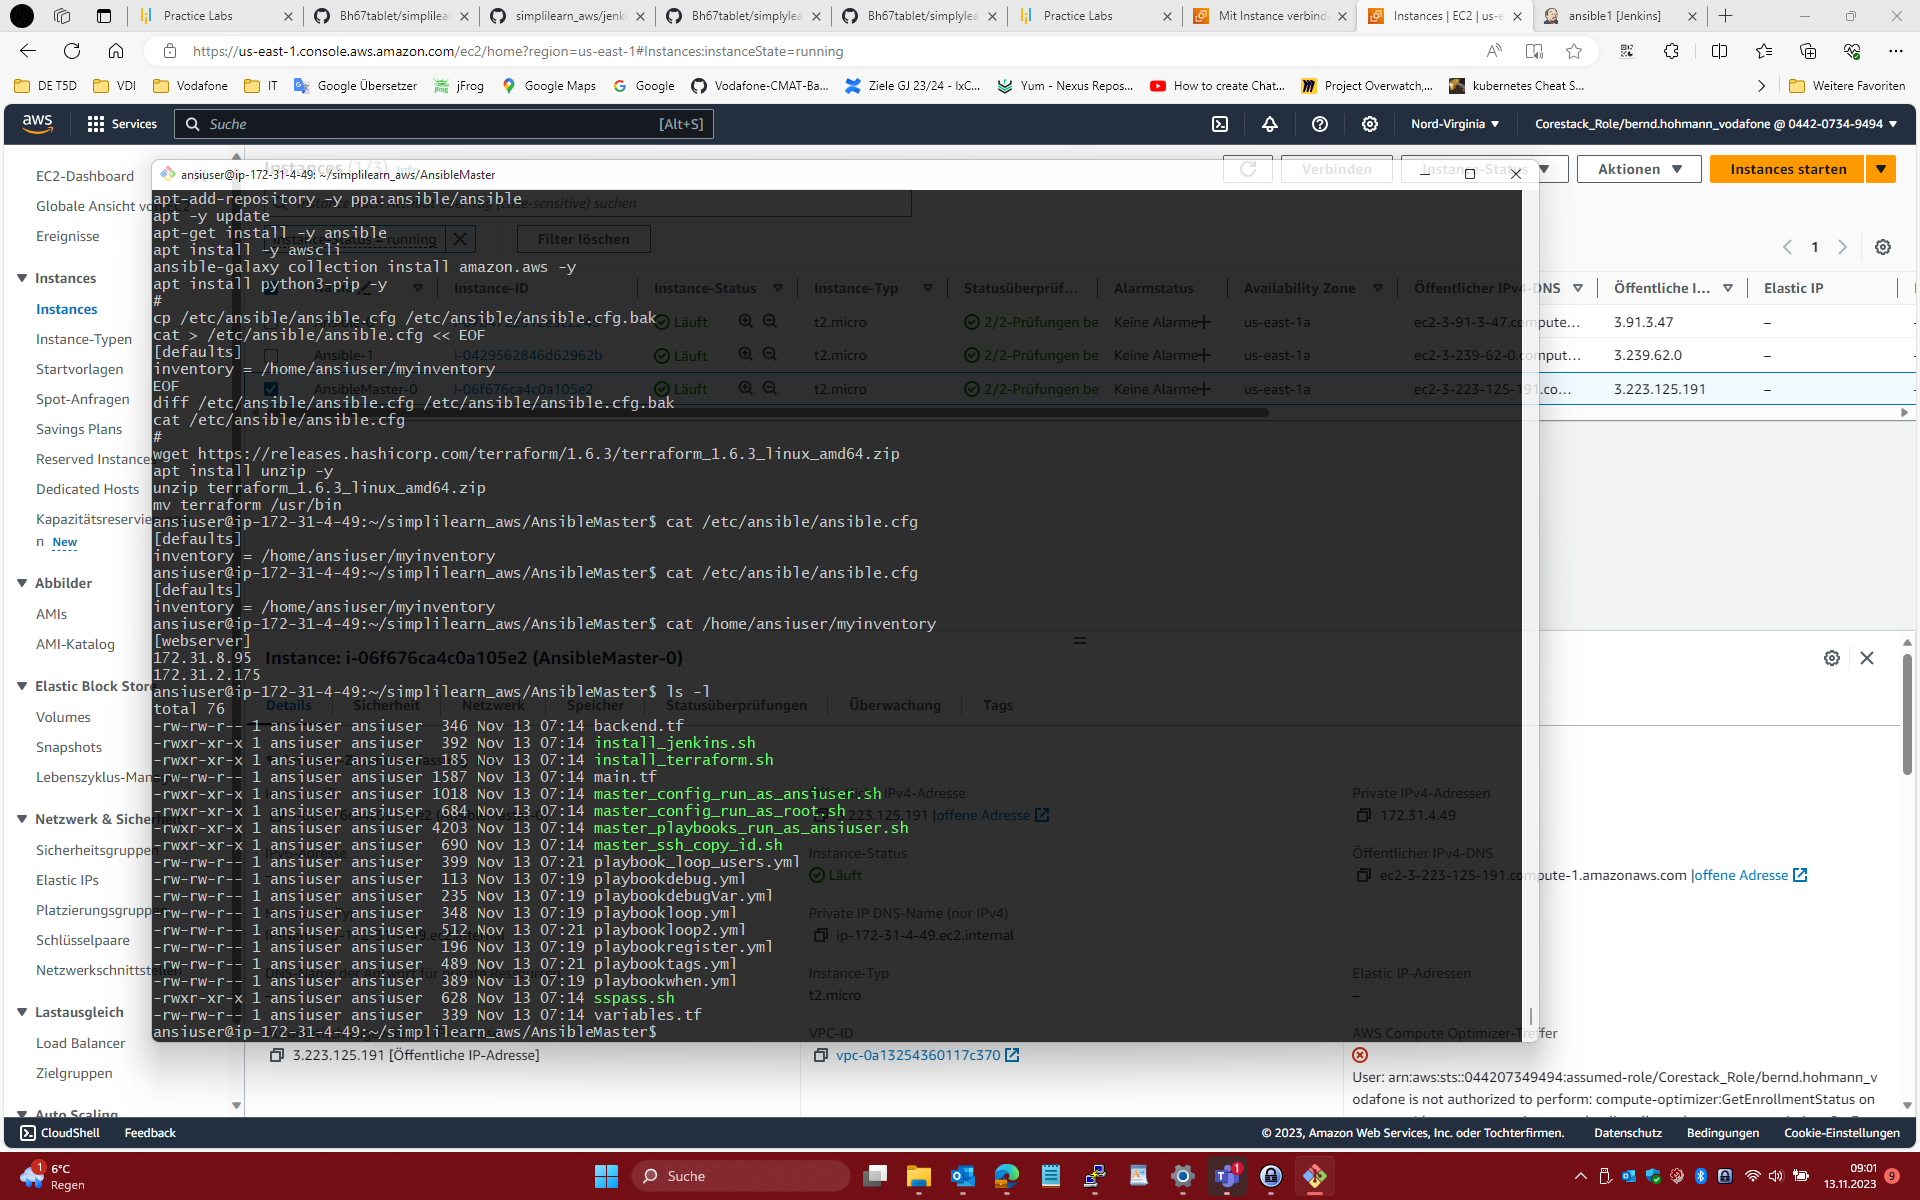 Practice Labs
Bh67tablet/simplilear
simplilearn_aws/jenki
Bh67tablet/simplylea
Bh67tablet/simplylea
Practice Labs
Mit Instance verbind
Instances | EC2 | us-e
ansible1 [Jenkins]
https://us-east-1.console.aws.amazon.com/ec2/home?region=us-east-1#Instances:instanceState=running
DE T5D
VDI
Vodafone
IT
Google Übersetzer
jFrog
Google Maps
Google
Vodafone-CMAT-Ba...
Ziele GJ 23/24 - IxC...
Yum - Nexus Repos...
How to create Chat...
Project Overwatch,...
kubernetes Cheat S...
Weitere Favoriten
aws
Services
Suche
[Alt+S]
Nord-Virginia
Corestack_Role/bernd.hohmann_vodafone @ 0442-0734-9494
EC2-Dashboard
Globale Ansicht von EC2
Ereignisse
Instances
Instances
Instance-Typen
Startvorlagen
Spot-Anfragen
Savings Plans
Reserved Instances
Dedicated Hosts
Kapazitätsreservie
n New
Abbilder
AMIs
AMI-Katalog
Elastic Block Store
Volumes
Snapshots
Lebenszyklus-Manag
Netzwerk & Sicherheit
Sicherheitsgruppen
Elastic IPs
Platzierungsgruppen
Schlüsselpaare
Netzwerkschnittstellen
Lastausgleich
Load Balancer
Zielgruppen
Auto Scaling
Instances (1/3) Info
Verbinden
Instance-Status
Aktionen
Instances starten
Instance-Status = running
Filter löschen
1
Instance-ID
Instance-Status
Instance-Typ
Statusüberprüf...
Alarmstatus
Availability Zone
Öffentlicher IPv4-DNS
Öffentliche I...
Elastic IP
Läuft
t2.micro
2/2-Prüfungen be
Keine Alarme
us-east-1a
ec2-3-91-3-47.compute...
3.91.3.47
–
Ansible-1
i-0429562846d62962b
Läuft
t2.micro
2/2-Prüfungen be
Keine Alarme
us-east-1a
ec2-3-239-62-0.comput...
3.239.62.0
–
AnsibleMaster-0
i-06f676ca4c0a105e2
Läuft
t2.micro
2/2-Prüfungen be
Keine Alarme
us-east-1a
ec2-3-223-125-191.co...
3.223.125.191
–
ansiuser@ip-172-31-4-49: ~/simplilearn_aws/AnsibleMaster
apt-add-repository -y ppa:ansible/ansible
apt -y update
apt-get install -y ansible
apt install -y awscli
ansible-galaxy collection install amazon.aws -y
apt install python3-pip -y
#
cp /etc/ansible/ansible.cfg /etc/ansible/ansible.cfg.bak
cat > /etc/ansible/ansible.cfg << EOF
[defaults]
inventory = /home/ansiuser/myinventory
EOF
diff /etc/ansible/ansible.cfg /etc/ansible/ansible.cfg.bak
cat /etc/ansible/ansible.cfg
#
wget https://releases.hashicorp.com/terraform/1.6.3/terraform_1.6.3_linux_amd64.zip
apt install unzip -y
unzip terraform_1.6.3_linux_amd64.zip
mv terraform /usr/bin
ansiuser@ip-172-31-4-49:~/simplilearn_aws/AnsibleMaster$ cat /etc/ansible/ansible.cfg
[defaults]
inventory = /home/ansiuser/myinventory
ansiuser@ip-172-31-4-49:~/simplilearn_aws/AnsibleMaster$ cat /etc/ansible/ansible.cfg
[defaults]
inventory = /home/ansiuser/myinventory
ansiuser@ip-172-31-4-49:~/simplilearn_aws/AnsibleMaster$ cat /home/ansiuser/myinventory
[webserver]
172.31.8.95
172.31.2.175
ansiuser@ip-172-31-4-49:~/simplilearn_aws/AnsibleMaster$ ls -l
total 76
-rw-rw-r-- 1 ansiuser ansiuser 346 Nov 13 07:14 backend.tf
-rwxr-xr-x 1 ansiuser ansiuser 392 Nov 13 07:14 install_jenkins.sh
-rwxr-xr-x 1 ansiuser ansiuser 185 Nov 13 07:14 install_terraform.sh
-rw-rw-r-- 1 ansiuser ansiuser 1587 Nov 13 07:14 main.tf
-rwxr-xr-x 1 ansiuser ansiuser 1018 Nov 13 07:14 master_config_run_as_ansiuser.sh
-rwxr-xr-x 1 ansiuser ansiuser 684 Nov 13 07:14 master_config_run_as_root.sh
-rwxr-xr-x 1 ansiuser ansiuser 4203 Nov 13 07:14 master_playbooks_run_as_ansiuser.sh
-rwxr-xr-x 1 ansiuser ansiuser 690 Nov 13 07:14 master_ssh_copy_id.sh
-rw-rw-r-- 1 ansiuser ansiuser 399 Nov 13 07:21 playbook_loop_users.yml
-rw-rw-r-- 1 ansiuser ansiuser 113 Nov 13 07:19 playbookdebug.yml
-rw-rw-r-- 1 ansiuser ansiuser 235 Nov 13 07:19 playbookdebugVar.yml
-rw-rw-r-- 1 ansiuser ansiuser 348 Nov 13 07:19 playbookloop.yml
-rw-rw-r-- 1 ansiuser ansiuser 512 Nov 13 07:21 playbookloop2.yml
-rw-rw-r-- 1 ansiuser ansiuser 196 Nov 13 07:19 playbookregister.yml
-rw-rw-r-- 1 ansiuser ansiuser 489 Nov 13 07:21 playbooktags.yml
-rw-rw-r-- 1 ansiuser ansiuser 389 Nov 13 07:19 playbookwhen.yml
-rwxr-xr-x 1 ansiuser ansiuser 628 Nov 13 07:14 sspass.sh
-rw-rw-r-- 1 ansiuser ansiuser 339 Nov 13 07:14 variables.tf
ansiuser@ip-172-31-4-49:~/simplilearn_aws/AnsibleMaster$
Instance: i-06f676ca4c0a105e2 (AnsibleMaster-0)
Details
Sicherheit
Netzwerk
Speicher
Statusüberprüfungen
Überwachung
Tags
3.223.125.191 |offene Adresse
Private IPv4-Adressen
172.31.4.49
Instance-Status
Läuft
Öffentlicher IPv4-DNS
ec2-3-223-125-191.compute-1.amazonaws.com |offene Adresse
Private IP DNS-Name (nur IPv4)
ip-172-31-4-49.ec2.internal
Instance-Typ
t2.micro
Elastic IP-Adressen
–
3.223.125.191 [Öffentliche IP-Adresse]
VPC-ID
vpc-0a13254360117c370
AWS Compute Optimizer-Treffer
User: arn:aws:sts::044207349494:assumed-role/Corestack_Role/bernd.hohmann_v
odafone is not authorized to perform: compute-optimizer:GetEnrollmentStatus on
CloudShell
Feedback
© 2023, Amazon Web Services, Inc. oder Tochterfirmen.
Datenschutz
Bedingungen
Cookie-Einstellungen
1
6°C
Regen
Suche
1
09:01
13.11.2023
9